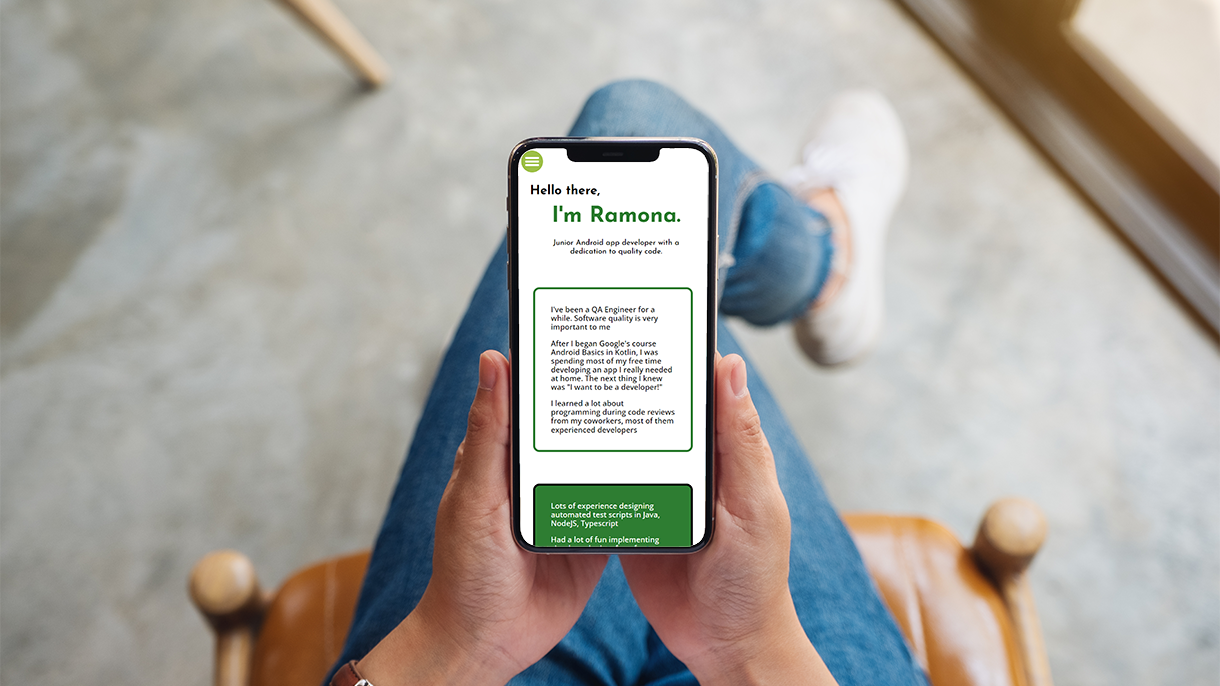 Hello there,
I'm Ramona.
Junior Android app developer with a
dedication to quality code.
I've been a QA Engineer for a
while. Software quality is very
important to me
After I began Google's course
Android Basics in Kotlin, I was
spending most of my free time
developing an app I really needed
at home. The next thing I knew
was "I want to be a developer!"
I learned a lot about
programming during code reviews
from my coworkers, most of them
experienced developers
Lots of experience designing
automated test scripts in Java,
NodeJS, Typescript
Had a lot of fun implementing